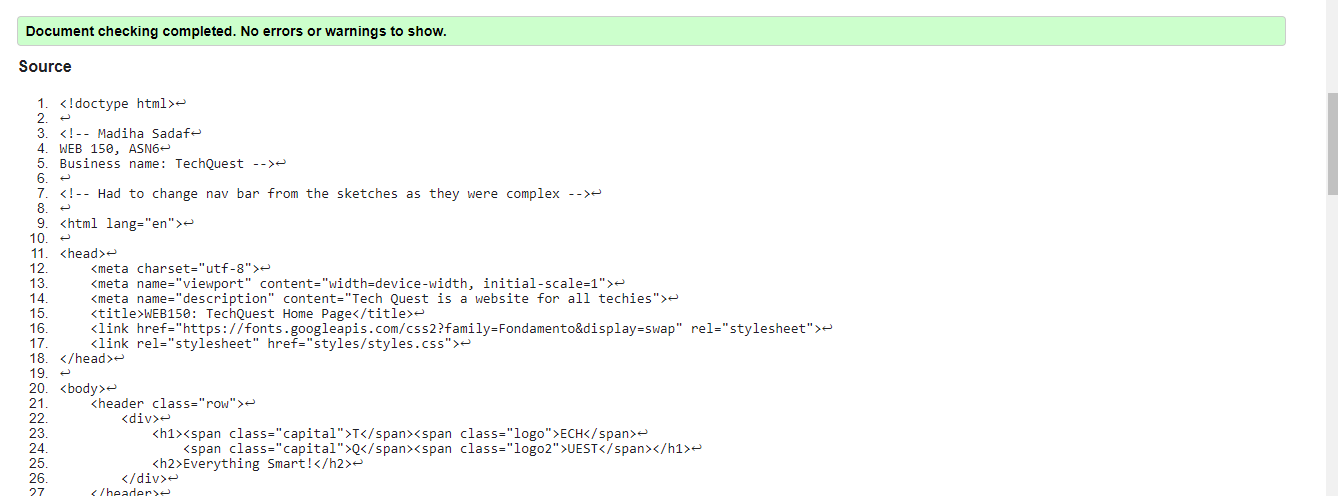 Document checking completed. No errors or warnings to show.
Source
1. <!doctype html>↩
2. ↩
3. <!-- Madiha Sadaf↩
4. WEB 150, ASN6↩
5. Business name: TechQuest -->↩
6. ↩
7. <!-- Had to change nav bar from the sketches as they were complex -->↩
8. ↩
9. <html lang="en">↩
10. ↩
11. <head>↩
12.     <meta charset="utf-8">↩
13.     <meta name="viewport" content="width=device-width, initial-scale=1">↩
14.     <meta name="description" content="Tech Quest is a website for all techies">↩
15.     <title>WEB150: TechQuest Home Page</title>↩
16.     <link href="https://fonts.googleapis.com/css2?family=Fondamento&display=swap" rel="stylesheet">↩
17.     <link rel="stylesheet" href="styles/styles.css">↩
18. </head>↩
19. ↩
20. <body>↩
21.     <header class="row">↩
22.         <div>↩
23.             <h1><span class="capital">T</span><span class="logo">ECH</span>↩
24.                 <span class="capital">Q</span><span class="logo2">UEST</span></h1>↩
25.             <h2>Everything Smart!</h2>↩
26.         </div>↩
27.     </header>↩